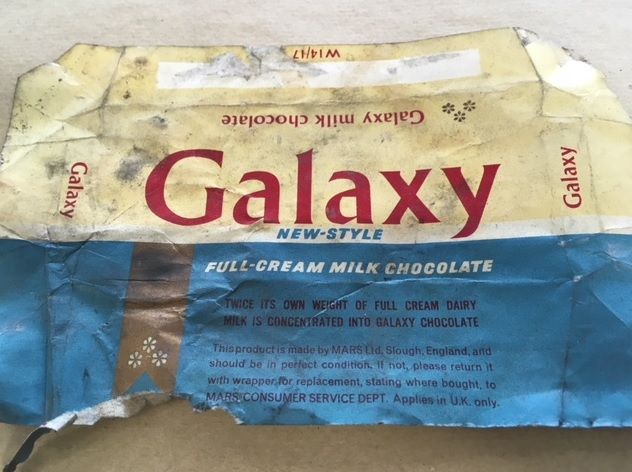 W14/17
Galaxy milk chocolate
Galaxy
Galaxy
Galaxy
NEW-STYLE
FULL-CREAM MILK CHOCOLATE
TWICE ITS OWN WEIGHT OF FULL CREAM DAIRY
MILK IS CONCENTRATED INTO GALAXY CHOCOLATE
This product is made by MARS Ltd, Slough, England, and
should be in perfect condition. If not, please return it
with wrapper for replacement, stating where bought, to
MARS CONSUMER SERVICE DEPT. Applies in U.K. only.